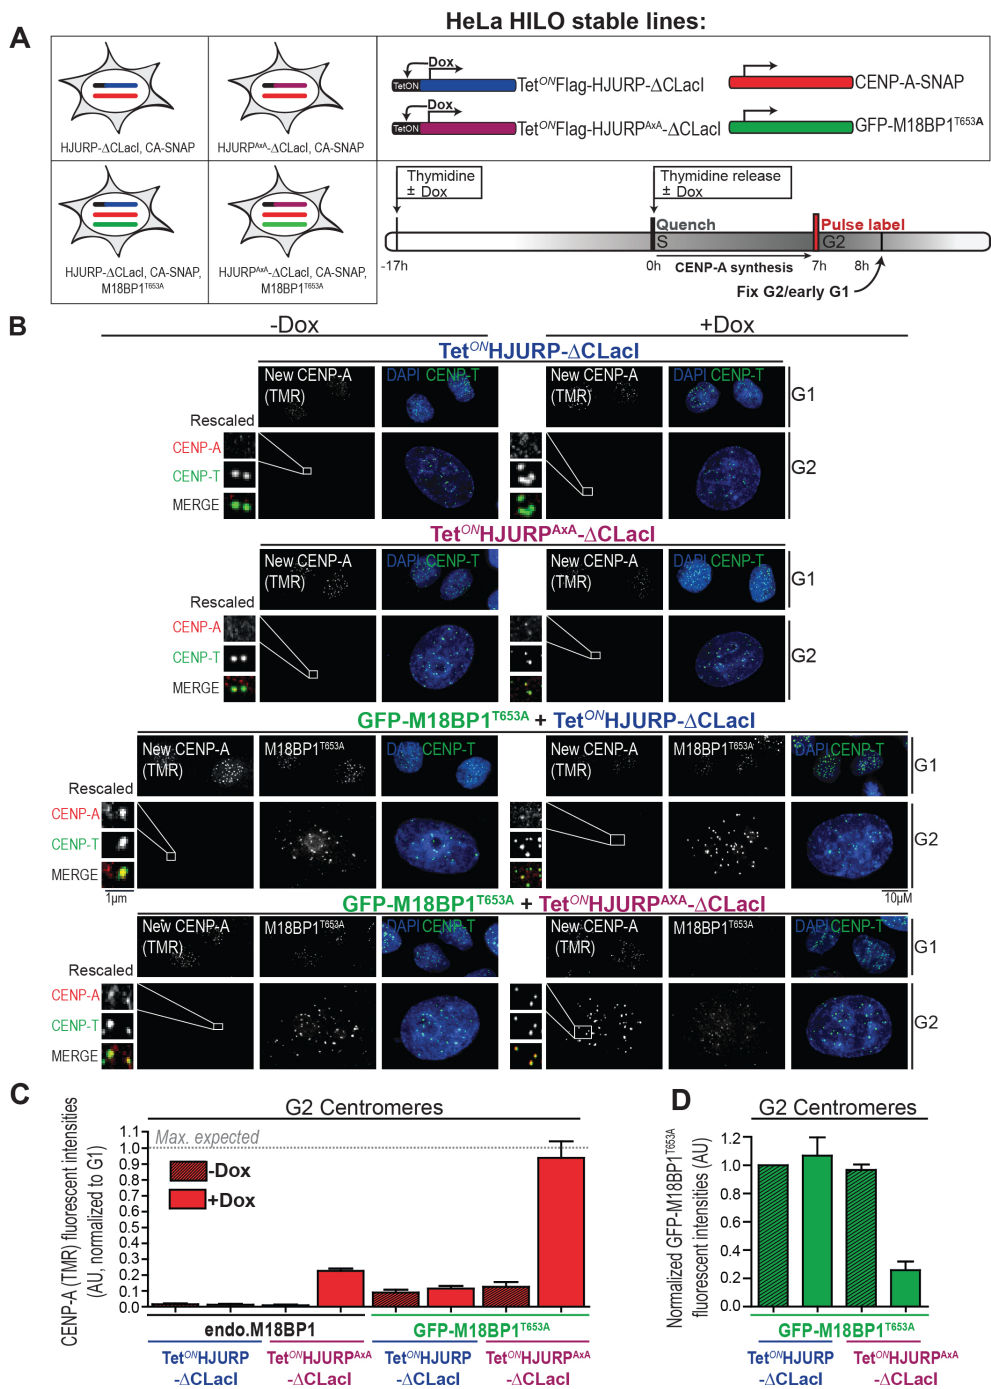 HeLa HILO stable lines:
A
HJURP-ΔCLacI, CA-SNAP
HJURPAxA-ΔCLacI, CA-SNAP
HJURP-ΔCLacI, CA-SNAP,
M18BP1T653A
HJURPAxA-ΔCLacI, CA-SNAP,
M18BP1T653A
Dox
TetON
TetONFlag-HJURP-ΔCLacI
CENP-A-SNAP
Dox
TetON
TetONFlag-HJURPAxA-ΔCLacI
GFP-M18BP1T653A
Thymidine
± Dox
Thymidine release
± Dox
Quench
Pulse label
S
G2
-17h
0h
CENP-A synthesis
7h
8h
Fix G2/early G1
B
-Dox
+Dox
TetONHJURP-ΔCLacI
New CENP-A
(TMR)
DAPI CENP-T
New CENP-A
(TMR)
DAPI CENP-T
G1
Rescaled
CENP-A
CENP-T
MERGE
G2
TetONHJURPAxA-ΔCLacI
New CENP-A
(TMR)
DAPI CENP-T
New CENP-A
(TMR)
DAPI CENP-T
G1
Rescaled
CENP-A
CENP-T
MERGE
G2
GFP-M18BP1T653A + TetONHJURP-ΔCLacI
New CENP-A
(TMR)
M18BP1T653A
DAPI CENP-T
New CENP-A
(TMR)
M18BP1T653A
DAPI CENP-T
G1
Rescaled
CENP-A
CENP-T
MERGE
G2
1µm
10µM
GFP-M18BP1T653A + TetONHJURPAXA-ΔCLacI
New CENP-A
(TMR)
M18BP1T653A
DAPI CENP-T
New CENP-A
(TMR)
M18BP1T653A
DAPI CENP-T
G1
Rescaled
CENP-A
CENP-T
MERGE
G2
C
G2 Centromeres
CENP-A (TMR) fluorescent intensities
(AU, normalized to G1)
1.1
1.0
0.9
0.8
0.7
0.6
0.5
0.4
0.3
0.2
0.1
0.0
Max. expected
-Dox
+Dox
endo.M18BP1
GFP-M18BP1T653A
TetONHJURP
-ΔCLacI
TetONHJURPAxA
-ΔCLacI
TetONHJURP
-ΔCLacI
TetONHJURPAxA
-ΔCLacI
D
G2 Centromeres
Normalized GFP-M18BP1T653A
fluorescent intensities (AU)
1.2
1.0
0.8
0.6
0.4
0.2
0.0
GFP-M18BP1T653A
TetONHJURP
-ΔCLacI
TetONHJURPAxA
-ΔCLacI